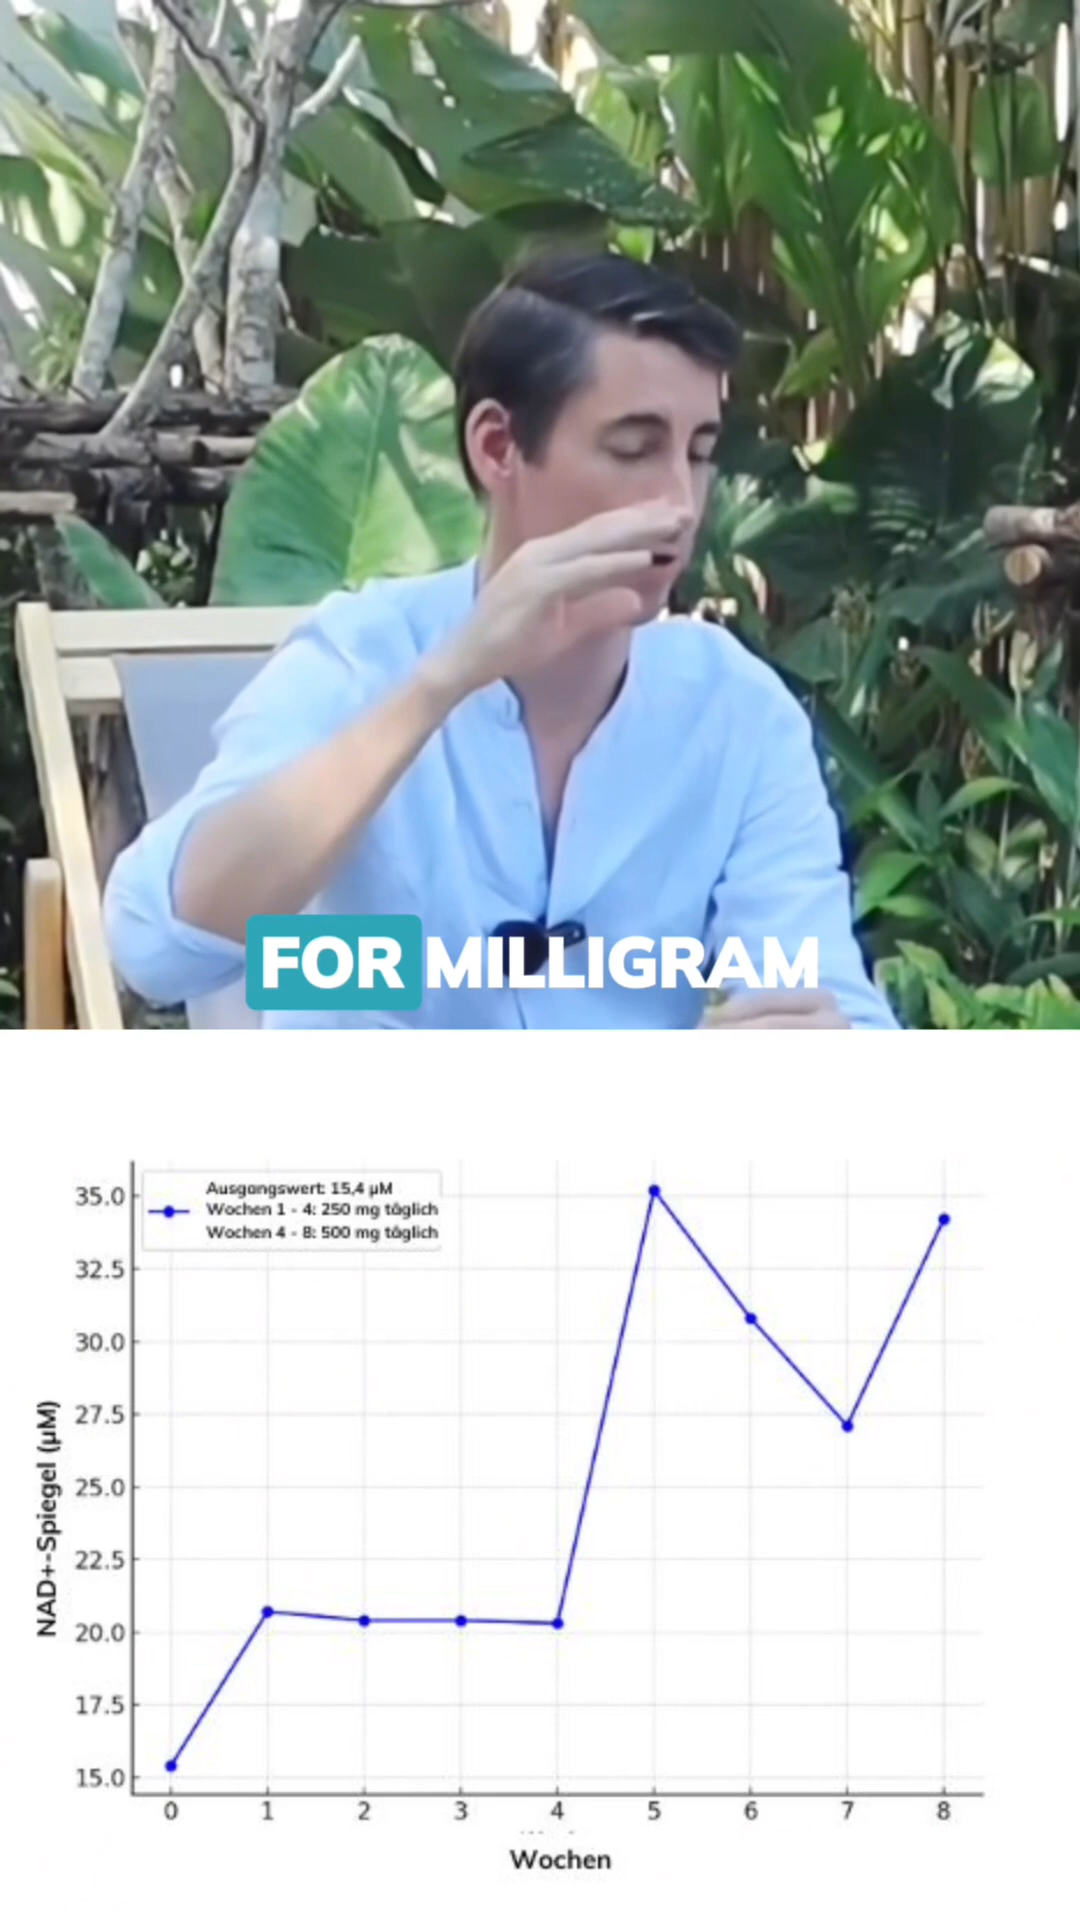 FOR MILLIGRAM
Ausgangswert: 15,4 µM
Wochen 1 - 4: 250 mg täglich
Wochen 4 - 8: 500 mg täglich
35.0
32.5
30.0
27.5
25.0
22.5
20.0
17.5
15.0
NAD+-Spiegel (µM)
0 1 2 3 4 5 6 7 8
Wochen